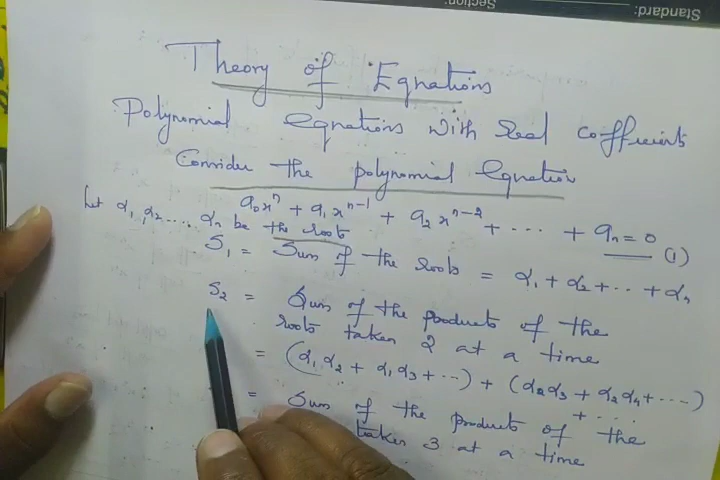 Standard:
Section:
Theory of Equations
Polynomial equations with real cofficients
Consider the polynomial equation
a₀xⁿ + a₁xⁿ⁻¹ + a₂xⁿ⁻² + ... + aₙ = 0 (1)
Let α₁, α₂ ..... αₙ be the roots
S₁ = Sum of the roots = α₁ + α₂ + ... + αₙ
S₂ = Sum of the products of the
roots taken 2 at a time
= (α₁α₂ + α₁α₃ + ...) + (α₂α₃ + α₂α₄ + ...)
+ ...
= Sum of the products of the
taken 3 at a time